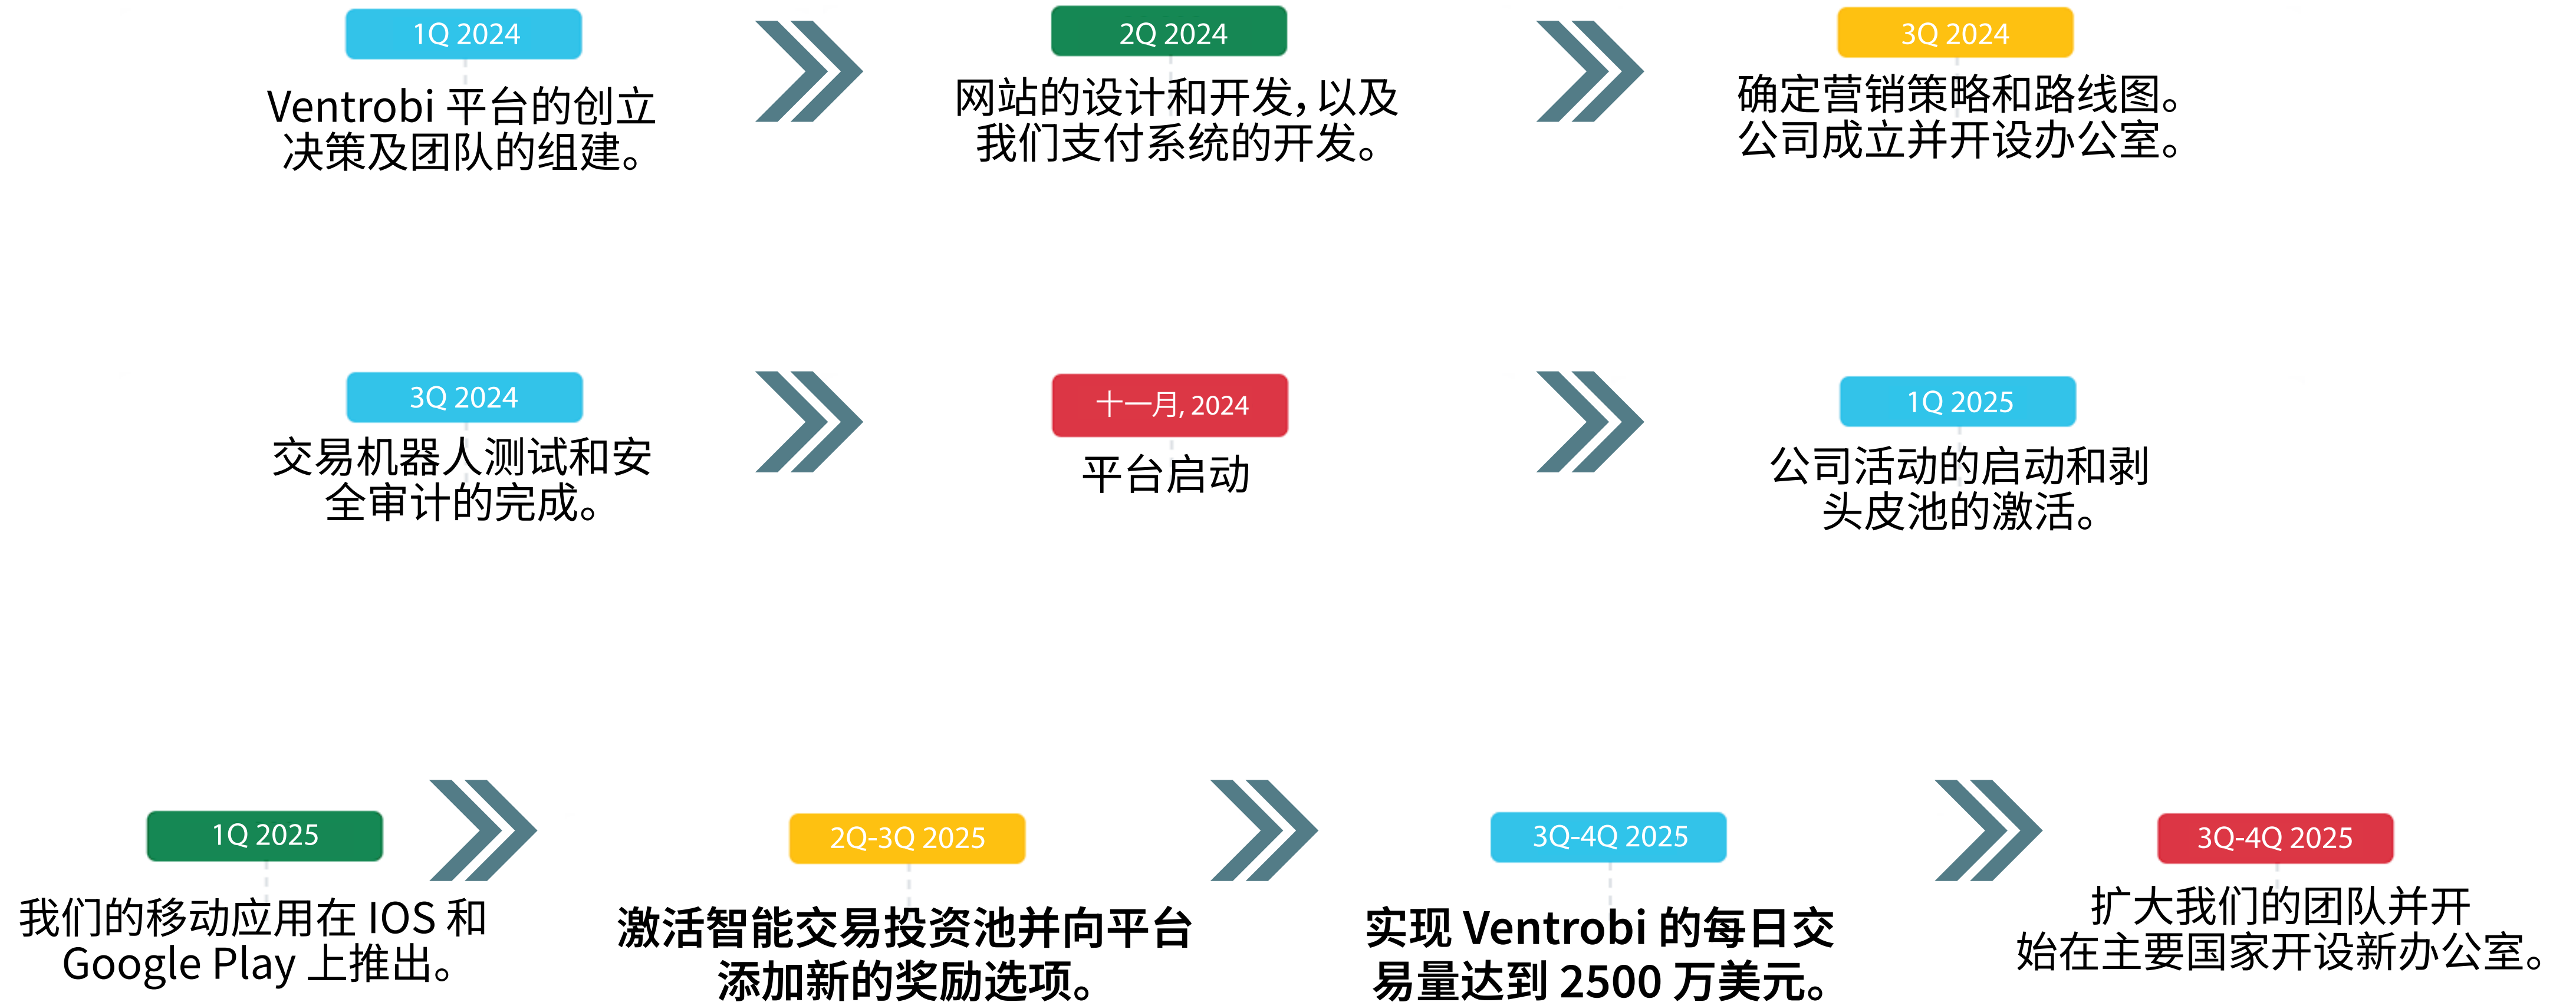 1Q 2024
Ventrobi 平台的创立
决策及团队的组建。
2Q 2024
网站的设计和开发，以及
我们支付系统的开发。
3Q 2024
确定营销策略和路线图。
公司成立并开设办公室。
3Q 2024
交易机器人测试和安
全审计的完成。
十一月, 2024
平台启动
1Q 2025
公司活动的启动和剥
头皮池的激活。
1Q 2025
我们的移动应用在 IOS 和
Google Play 上推出。
2Q-3Q 2025
激活智能交易投资池并向平台
添加新的奖励选项。
3Q-4Q 2025
实现 Ventrobi 的每日交
易量达到 2500 万美元。
3Q-4Q 2025
扩大我们的团队并开
始在主要国家开设新办公室。